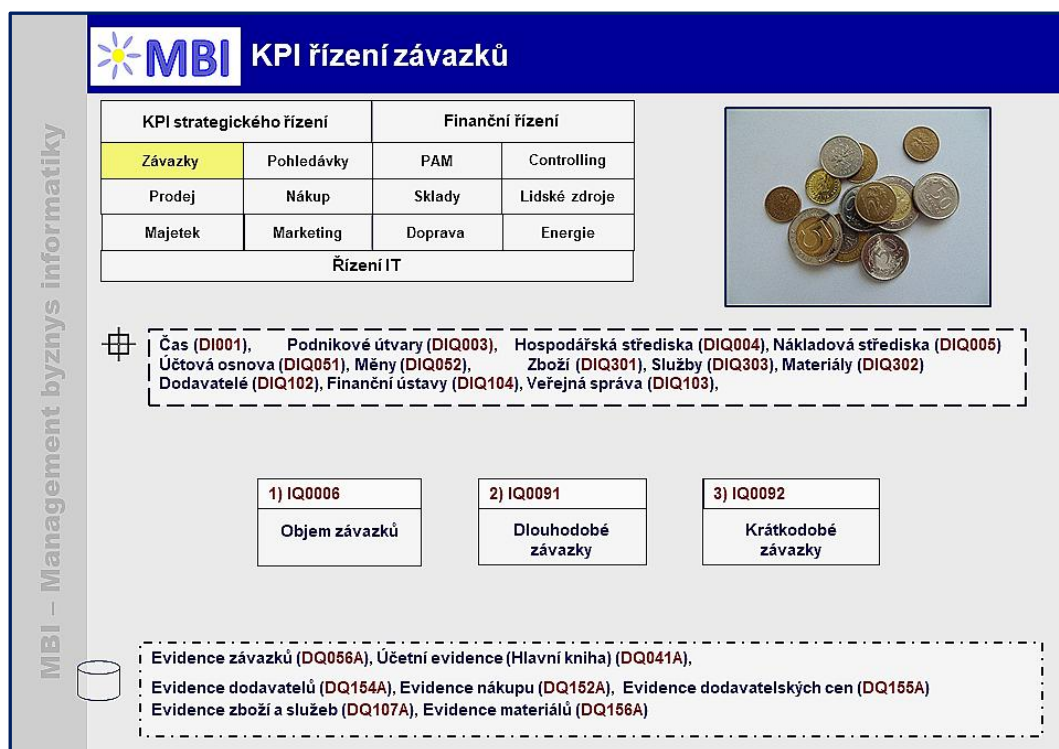 MBI KPI řízení závazků
MBI – Management byznys informatiky
KPI strategického řízení Finanční řízení
Závazky Pohledávky PAM Controlling
Prodej Nákup Sklady Lidské zdroje
Majetek Marketing Doprava Energie
Řízení IT
Čas (DI001), Podnikové útvary (DIQ003), Hospodářská střediska (DIQ004), Nákladová střediska (DIQ005)
Účtová osnova (DIQ051), Měny (DIQ052), Zboží (DIQ301), Služby (DIQ303), Materiály (DIQ302)
Dodavatelé (DIQ102), Finanční ústavy (DIQ104), Veřejná správa (DIQ103),
1) IQ0006
Objem závazků
2) IQ0091
Dlouhodobé
závazky
3) IQ0092
Krátkodobé
závazky
Evidence závazků (DQ056A), Účetní evidence (Hlavní kniha) (DQ041A),
Evidence dodavatelů (DQ154A), Evidence nákupu (DQ152A), Evidence dodavatelských cen (DQ155A)
Evidence zboží a služeb (DQ107A), Evidence materiálů (DQ156A)